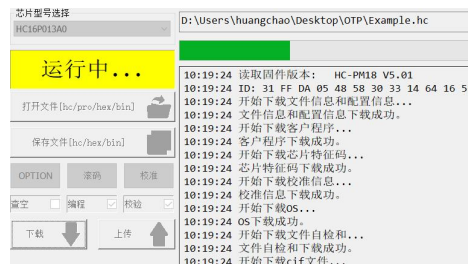 芯片型号选择
HC16P013A0
D:\Users\huangchao\Desktop\OTP\Example.hc
运行中...
打开文件[hc/pro/hex/bin]
保存文件[hc/hex/bin]
OPTION 滚码 校准
查空 编程 校验
下载 上传
10:19:24 读取固件版本: HC-PM18 V5.01
10:19:24 ID: 31 FF DA 05 48 58 30 33 14 64 16 5
10:19:24 开始下载文件信息和配置信息...
10:19:24 文件信息和配置信息下载成功。
10:19:24 开始下载客户程序...
10:19:24 客户程序下载成功。
10:19:24 开始下载芯片特征码...
10:19:24 芯片特征码下载成功。
10:19:24 开始下载校准信息...
10:19:24 校准信息下载成功。
10:19:24 开始下载OS...
10:19:24 OS下载成功。
10:19:24 开始下载文件自检和...
10:19:24 文件自检和下载成功。
10:19:24 开始下载cif文件...